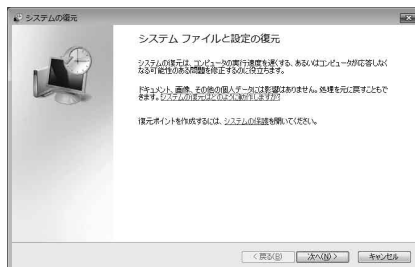 システムの復元
システム ファイルと設定の復元
システムの復元は、コンピュータの実行速度を遅くする、あるいはコンピュータが応答しなく
なる可能性のある問題を修正するのに役立ちます。
ドキュメント、画像、その他の個人データには影響はありません。処理を元に戻すこともで
きます。システムの復元はどのように動作しますか?
復元ポイントを作成するには、システムの保護を開いてください。
< 戻る(B)
次へ(N) >
キャンセル